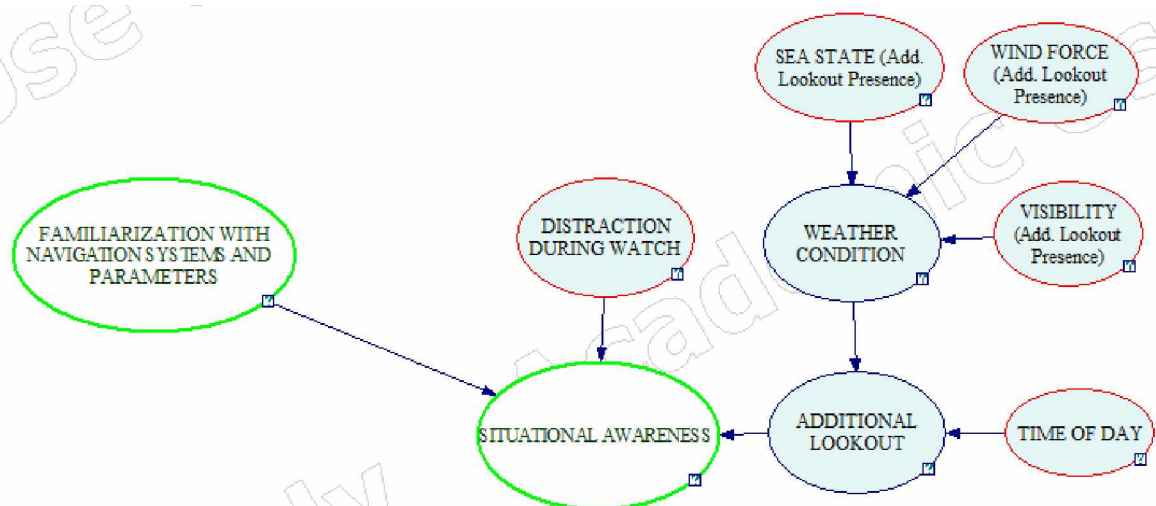 SEA STATE (Add.
Lookout Presence)
WIND FORCE
(Add. Lookout
Presence)
FAMILIARIZATION WITH
NAVIGATION SYSTEMS AND
PARAMETERS
DISTRACTION
DURING WATCH
WEATHER
CONDITION
VISIBILITY
(Add. Lookout
Presence)
SITUATIONAL AWARENESS
ADDITIONAL
LOOKOUT
TIME OF DAY